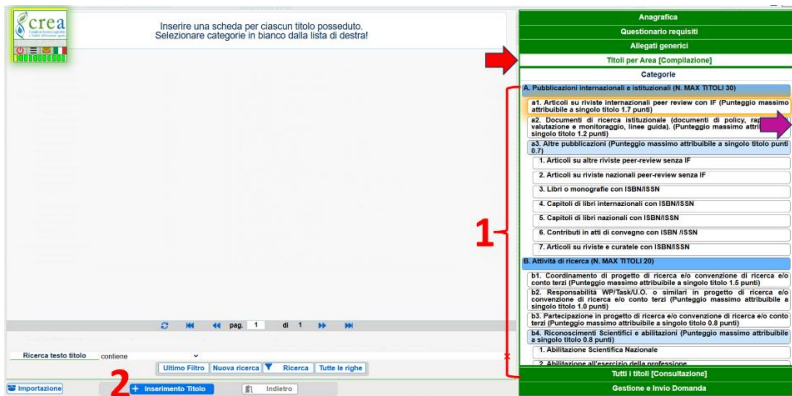 crea
Inserire una scheda per ciascun titolo posseduto.
Selezionare categorie in bianco dalla lista di destra!
pag. 1 di 1
Ricerca testo titolo contiene
x
Ultimo Filtro Nuova ricerca Ricerca Tutte le righe
Importazione
2
+ Inserimento Titolo
Indietro
Anagrafica
Questionario requisiti
Allegati generici
Titoli per Area [Compilazione]
Categorie
1
A. Pubblicazioni internazionali e istituzionali (N. MAX TITOLI 30)
a1. Articoli su riviste internazionali peer review con IF (Punteggio massimo
attribuibile a singolo titolo 1.7 punti)
a2. Documenti di ricerca istituzionale (documenti di policy,
valutazione e monitoraggio, linee guida). (Punteggio massimo
singolo titolo 1.2 punti)
a3. Altre pubblicazioni (Punteggio massimo attribuibile a singolo titolo punti
0.7)
1. Articoli su altre riviste peer-review senza IF
2. Articoli su riviste nazionali peer-review senza IF
3. Libri o monografie con ISBN/ISSN
4. Capitoli di libri internazionali con ISBN/ISSN
5. Capitoli di libri nazionali con ISBN/ISSN
6. Contributi in atti di convegno con ISBN /ISSN
7. Articoli su riviste e curatele con ISBN/ISSN
B. Attività di ricerca (N. MAX TITOLI 20)
b1. Coordinamento di progetto di ricerca e/o convenzione di ricerca e/o
conto terzi (Punteggio massimo attribuibile a singolo titolo 1.5 punti)
b2. Responsabilità WP/Task/U.O. o similari in progetto di ricerca e/o
convenzione di ricerca e/o conto terzi (Punteggio massimo attribuibile a
singolo titolo 1.0 punti)
b3. Partecipazione in progetto di ricerca e/o convenzione di ricerca e/o conto
terzi (Punteggio massimo attribuibile a singolo titolo 0.8 punti)
b4. Riconoscimenti Scientifici e abilitazioni (Punteggio massimo attribuibile
a singolo titolo 0.8 punti)
1. Abilitazione Scientifica Nazionale
2. Abilitazione all'esercizio della professione
Tutti i titoli [Consultazione]
Gestione e Invio Domanda